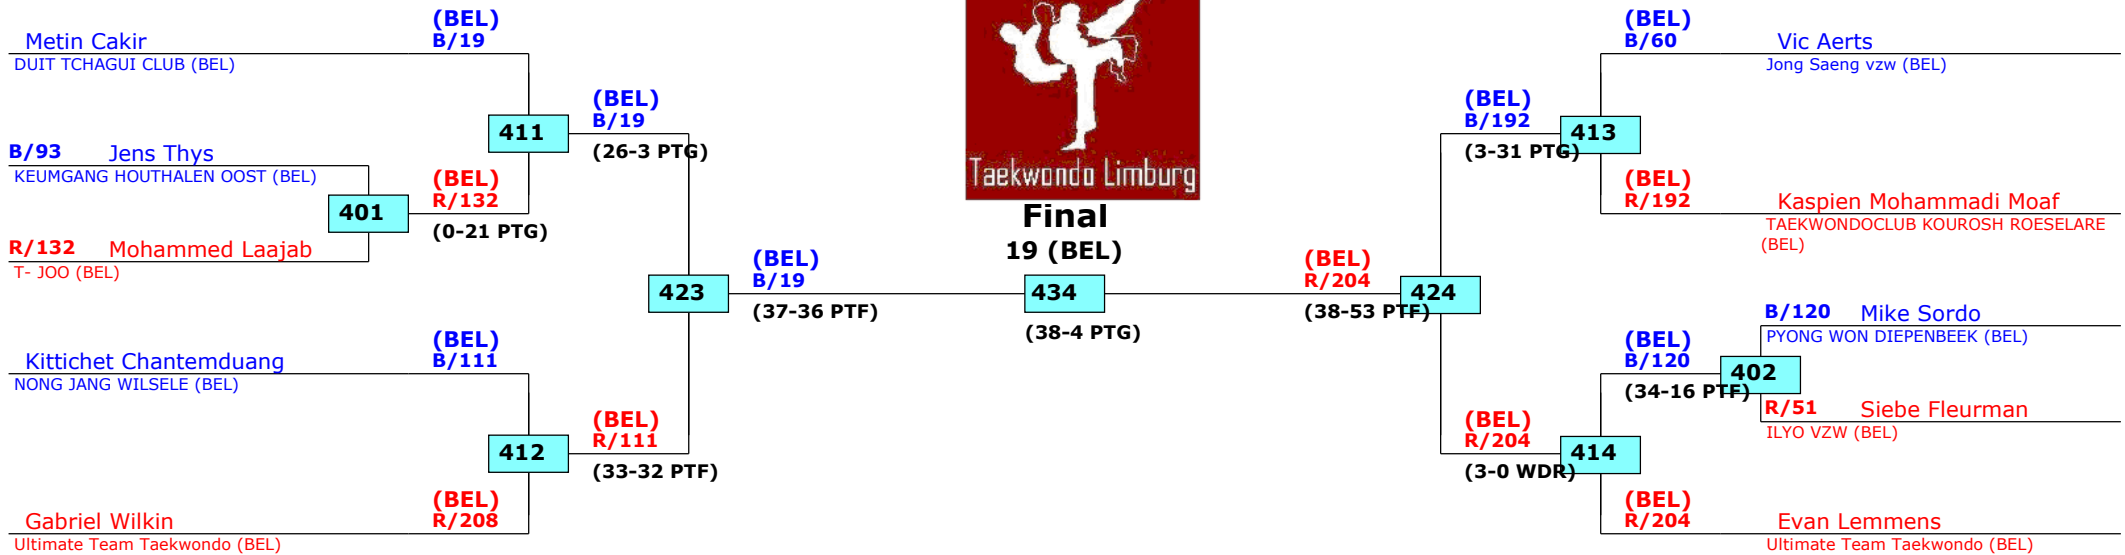 (BEL)
B/19
Metin Cakir
DUIT TCHAGUI CLUB (BEL)
411
(BEL)
B/19
(26-3 PTG)
B/93 Jens Thys
KEUMGANG HOUTHALEN OOST (BEL)
401
(BEL)
R/132
(0-21 PTG)
R/132 Mohammed Laajab
T- JOO (BEL)
423
(BEL)
B/19
(37-36 PTF)
(BEL)
B/111
Kittichet Chantemduang
NONG JANG WILSELE (BEL)
412
(BEL)
R/111
(33-32 PTF)
(BEL)
R/208
Gabriel Wilkin
Ultimate Team Taekwondo (BEL)
Taekwondo Limburg
Final
19 (BEL)
434
(38-4 PTG)
(BEL)
B/60
Vic Aerts
Jong Saeng vzw (BEL)
(BEL)
B/192
413
(3-31 PTG)
(BEL)
R/192
Kaspien Mohammadi Moaf
TAEKWONDOCLUB KOUROSH ROESELARE
(BEL)
(BEL)
R/204
424
(38-53 PTF)
B/120 Mike Sordo
PYONG WON DIEPENBEEK (BEL)
(BEL)
B/120
402
(34-16 PTF)
R/51 Siebe Fleurman
ILYO VZW (BEL)
(BEL)
R/204
414
(3-0 WDR)
(BEL)
R/204
Evan Lemmens
Ultimate Team Taekwondo (BEL)